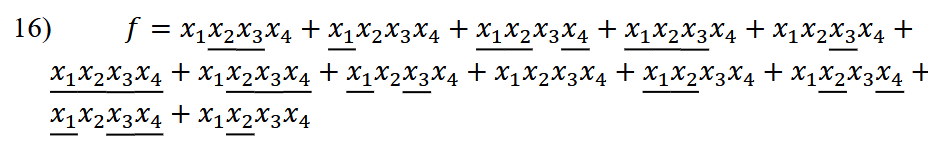 16) f = x₁x₂x₃x₄ + x₁x₂x₃x₄ + x₁x₂x₃x₄ + x₁x₂x₃x₄ + x₁x₂x₃x₄ +
x₁x₂x₃x₄ + x₁x₂x₃x₄ + x₁x₂x₃x₄ + x₁x₂x₃x₄ + x₁x₂x₃x₄ + x₁x₂x₃x₄ +
x₁x₂x₃x₄ + x₁x₂x₃x₄